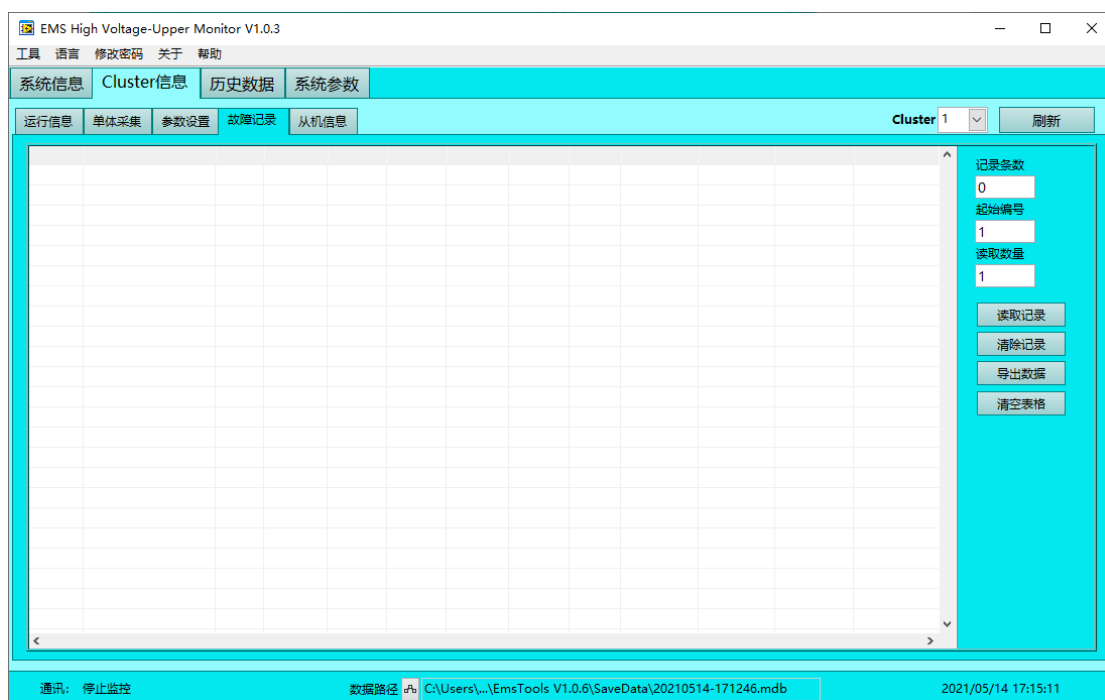 EMS High Voltage-Upper Monitor V1.0.3
工具 语言 修改密码 关于 帮助
系统信息 Cluster信息 历史数据 系统参数
运行信息 单体采集 参数设置 故障记录 从机信息 Cluster 1 刷新
记录条数
0
起始编号
1
读取数量
1
读取记录
清除记录
导出数据
清空表格
通讯: 停止监控 数据路径 C:\Users\...\EmsTools V1.0.6\SaveData\20210514-171246.mdb 2021/05/14 17:15:11